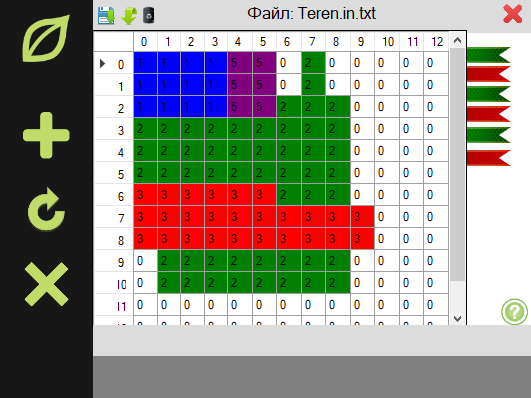 Файл: Teren.in.txt
0 1 2 3 4 5 6 7 8 9 10 11 12
0 1 1 1 1 5 5 0 2 0 0 0 0 0
1 1 1 1 1 5 5 0 2 0 0 0 0 0
2 1 1 1 1 5 5 2 2 2 0 0 0 0
3 2 2 2 2 2 2 2 2 2 0 0 0 0
4 2 2 2 2 2 2 2 2 2 0 0 0 0
5 2 2 2 2 2 2 2 2 2 0 0 0 0
6 3 3 3 3 3 3 2 2 2 0 0 0 0
7 3 3 3 3 3 3 3 3 3 3 0 0 0
8 3 3 3 3 3 3 3 3 3 3 0 0 0
9 0 2 2 2 2 2 2 2 2 0 0 0 0
10 0 2 2 2 2 2 2 2 2 0 0 0 0
11 0 0 0 0 0 0 0 0 0 0 0 0 0
?